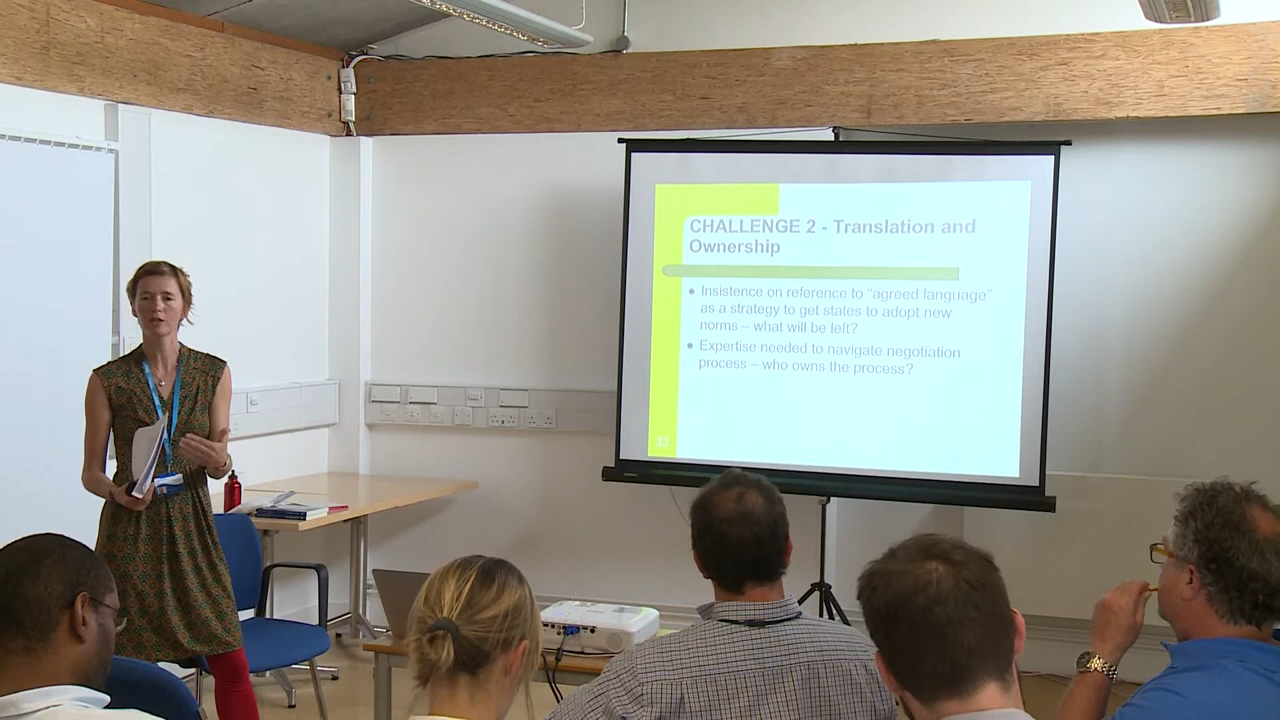 CHALLENGE 2 - Translation and
Ownership
• Insistence on reference to "agreed language"
as a strategy to get states to adopt new
norms – what will be left?
• Expertise needed to navigate negotiation
process – who owns the process?
33